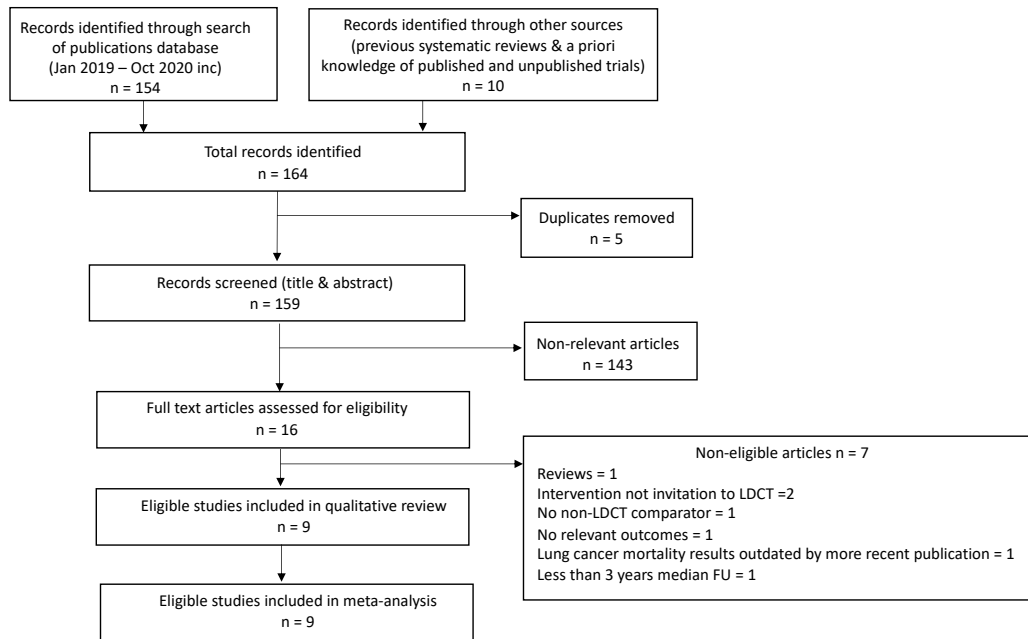 Records identified through search
of publications database
(Jan 2019 – Oct 2020 inc)
n = 154
Records identified through other sources
(previous systematic reviews & a priori
knowledge of published and unpublished trials)
n = 10
Total records identified
n = 164
Duplicates removed
n = 5
Records screened (title & abstract)
n = 159
Non-relevant articles
n = 143
Full text articles assessed for eligibility
n = 16
Non-eligible articles n = 7
Reviews = 1
Intervention not invitation to LDCT =2
No non-LDCT comparator = 1
No relevant outcomes = 1
Lung cancer mortality results outdated by more recent publication = 1
Less than 3 years median FU = 1
Eligible studies included in qualitative review
n = 9
Eligible studies included in meta-analysis
n = 9